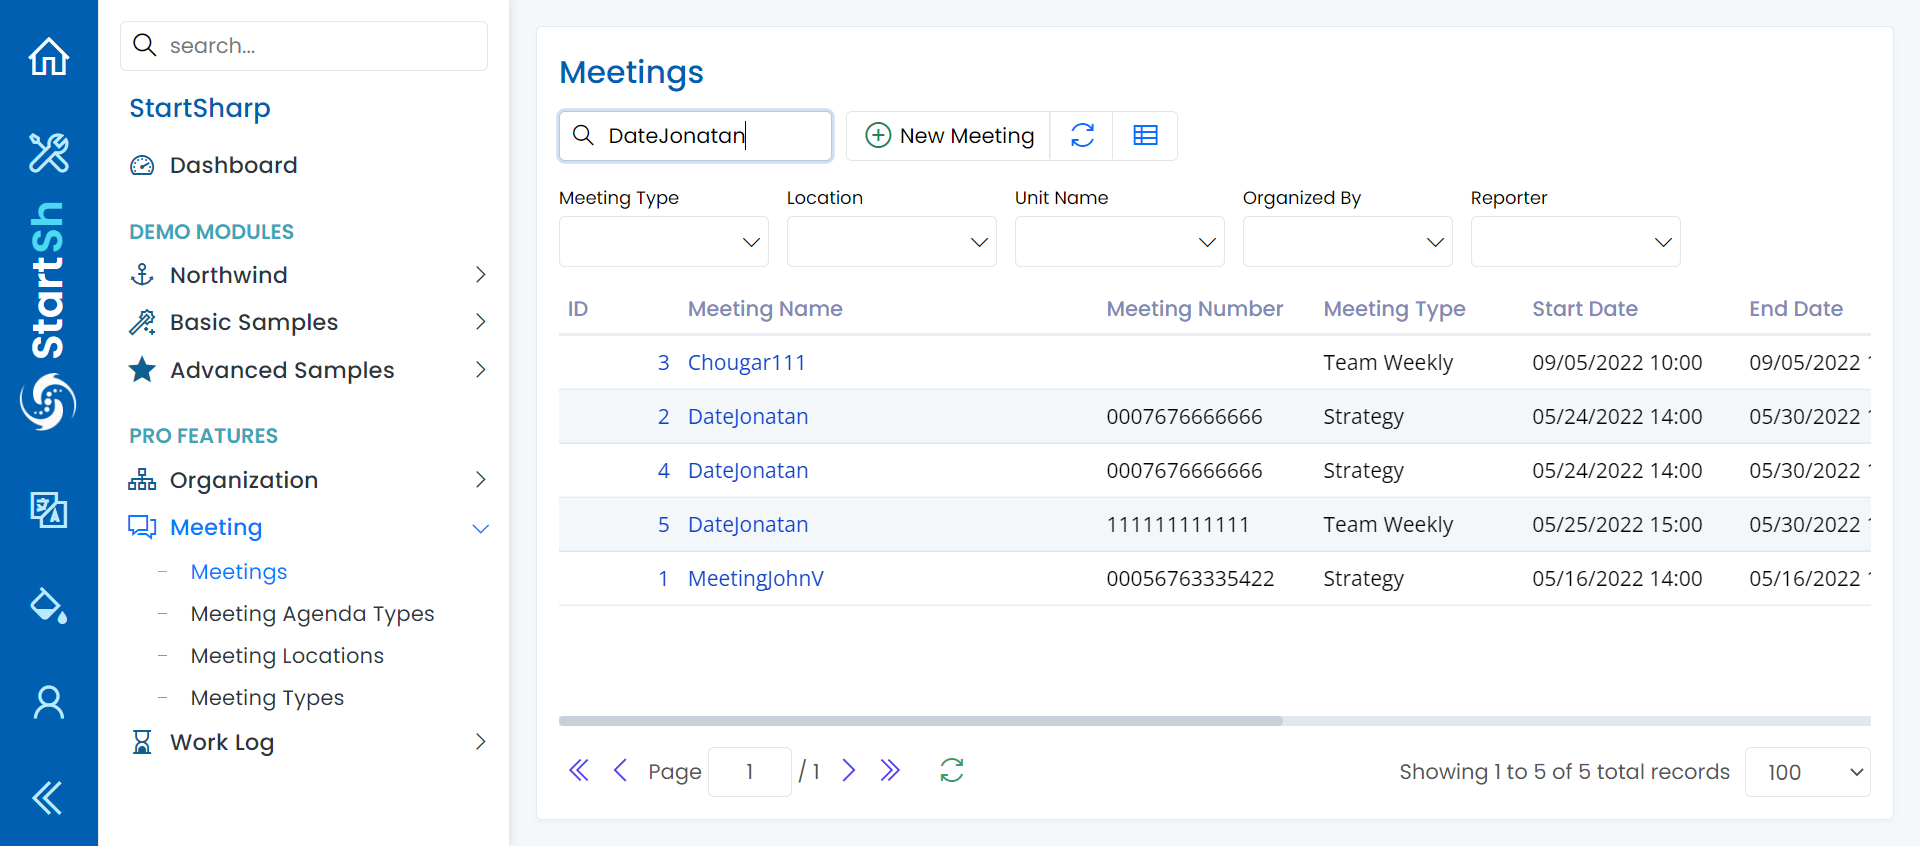 search...
StartSharp
Dashboard
DEMO MODULES
Northwind
Basic Samples
Advanced Samples
PRO FEATURES
Organization
Meeting
Meetings
Meeting Agenda Types
Meeting Locations
Meeting Types
Work Log
StartSh
Meetings
DateJonatan
New Meeting
Meeting Type Location Unit Name Organized By Reporter
ID Meeting Name Meeting Number Meeting Type Start Date End Date
3 Chougar111 Team Weekly 09/05/2022 10:00 09/05/2022
2 DateJonatan 0007676666666 Strategy 05/24/2022 14:00 05/30/2022
4 DateJonatan 0007676666666 Strategy 05/24/2022 14:00 05/30/2022
5 DateJonatan 111111111111 Team Weekly 05/25/2022 15:00 05/30/2022
1 MeetingJohnV 00056763335422 Strategy 05/16/2022 14:00 05/16/2022
Page 1 / 1 Showing 1 to 5 of 5 total records 100